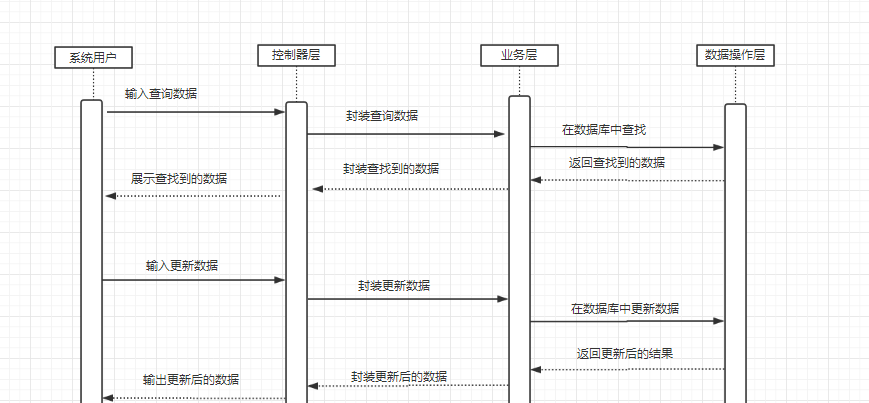 系统用户
控制器层
业务层
数据操作层
输入查询数据
封装查询数据
在数据库中查找
返回查找到的数据
封装查找到的数据
展示查找到的数据
输入更新数据
封装更新数据
在数据库中更新数据
返回更新后的结果
封装更新后的数据
输出更新后的数据